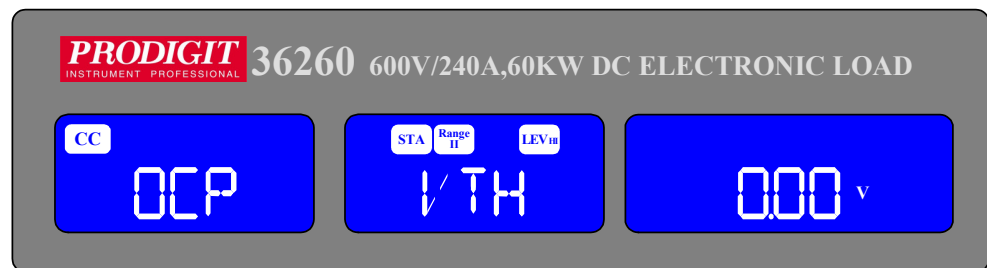 PRODIGIT
INSTRUMENT PROFESSIONAL
36260 600V/240A,60KW DC ELECTRONIC LOAD
CC
OCP
STA Range II LEV HI
VTH
0.00 V